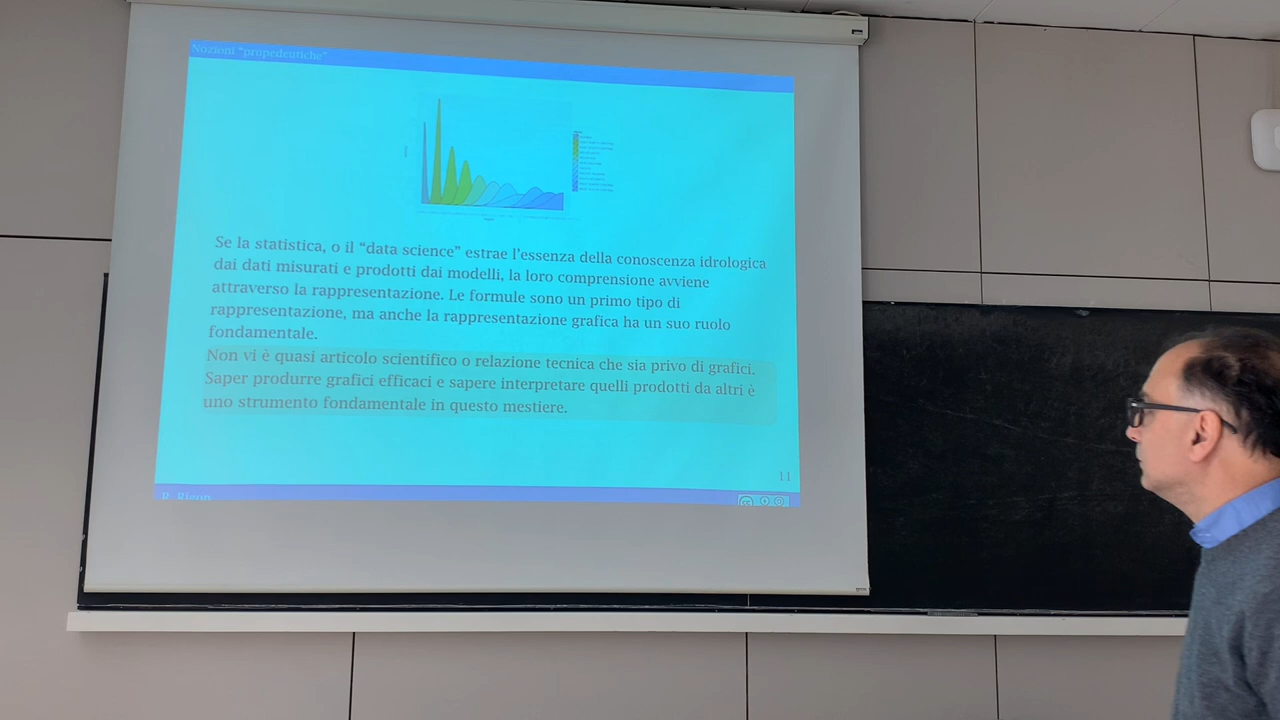 Nozioni "propedeutiche"
Se la statistica, o il "data science" estrae l'essenza della conoscenza idrologica
dai dati misurati e prodotti dai modelli, la loro comprensione avviene
attraverso la rappresentazione. Le formule sono un primo tipo di
rappresentazione, ma anche la rappresentazione grafica ha un suo ruolo
fondamentale.
Non vi è quasi articolo scientifico o relazione tecnica che sia privo di grafici.
Saper produrre grafici efficaci e sapere interpretare quelli prodotti da altri è
uno strumento fondamentale in questo mestiere.
11
R. Rigon
cc